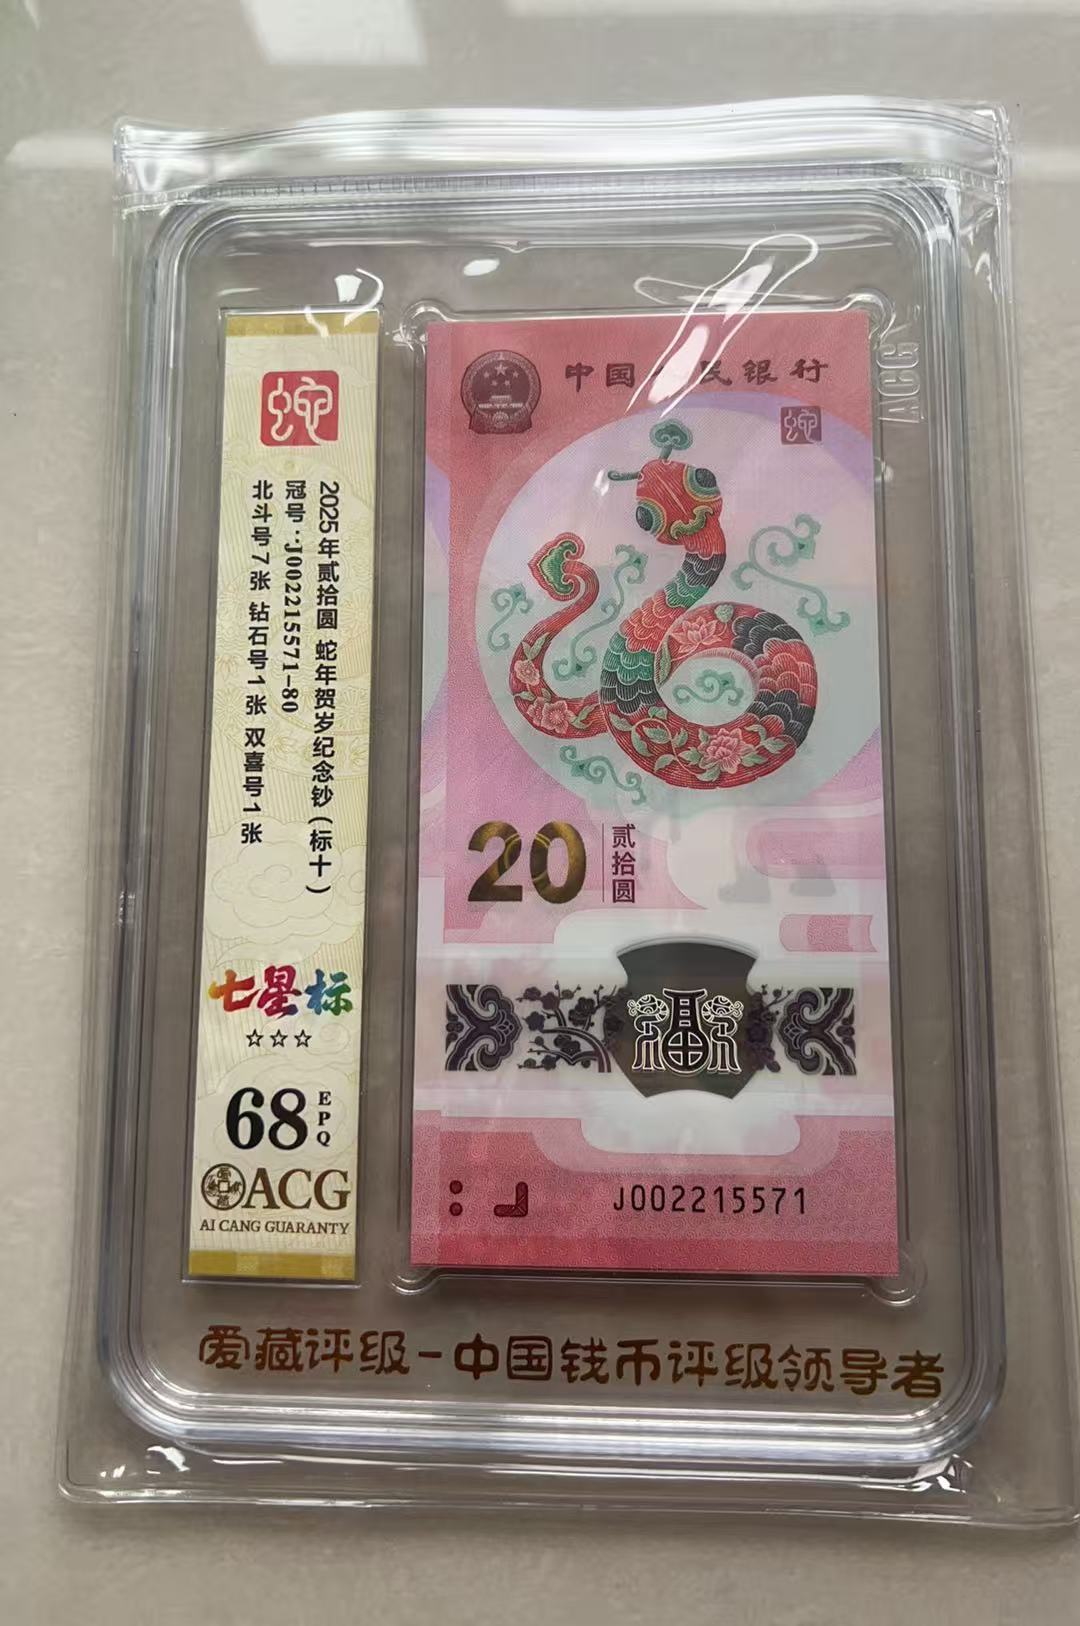 蛇
2025年贰拾圆 蛇年贺岁纪念钞(标十)
冠号:J002215571-80
北斗号7张 钻石号1张 双喜号1张
七星标
☆☆☆
68 EPQ
ACG
AI CANG GUARANTY
中国人民银行
蛇
20 贰拾圆
福
J002215571
ACG
爱藏评级-中国钱币评级领导者